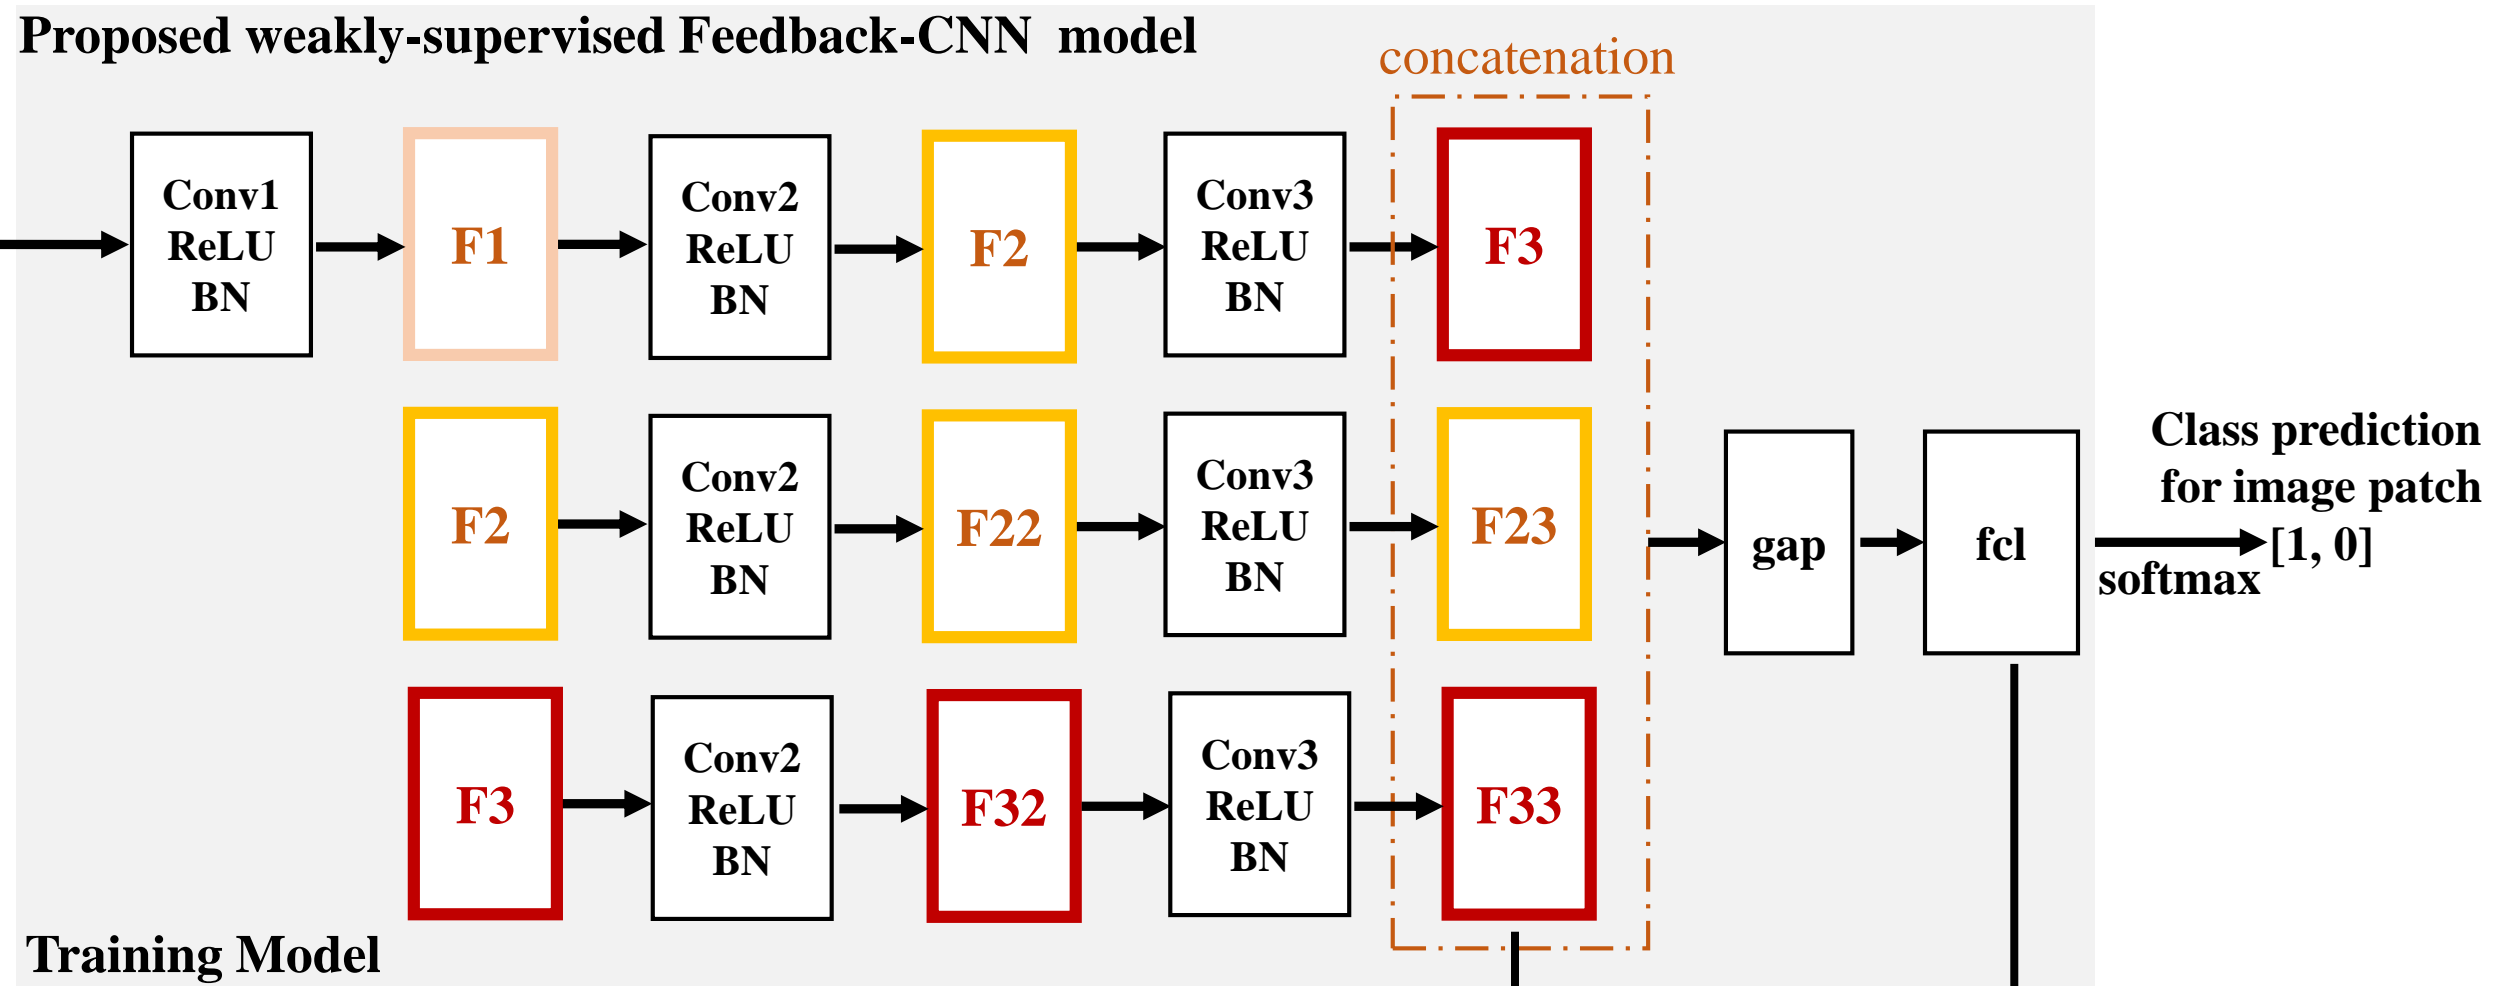 Proposed weakly-supervised Feedback-CNN model
concatenation
Conv1
ReLU
BN
F1
Conv2
ReLU
BN
F2
Conv3
ReLU
BN
F3
F2
Conv2
ReLU
BN
F22
Conv3
ReLU
BN
F23
gap
fcl
Class prediction
for image patch
[1, 0]
softmax
F3
Conv2
ReLU
BN
F32
Conv3
ReLU
BN
F33
Training Model